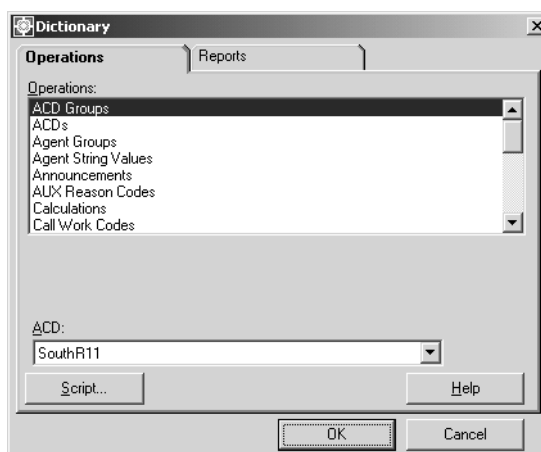 Dictionary
Operations
Reports
Operations:
ACD Groups
ACDs
Agent Groups
Agent String Values
Announcements
AUX Reason Codes
Calculations
Call Work Codes
ACD:
SouthR11
Script...
Help
OK
Cancel